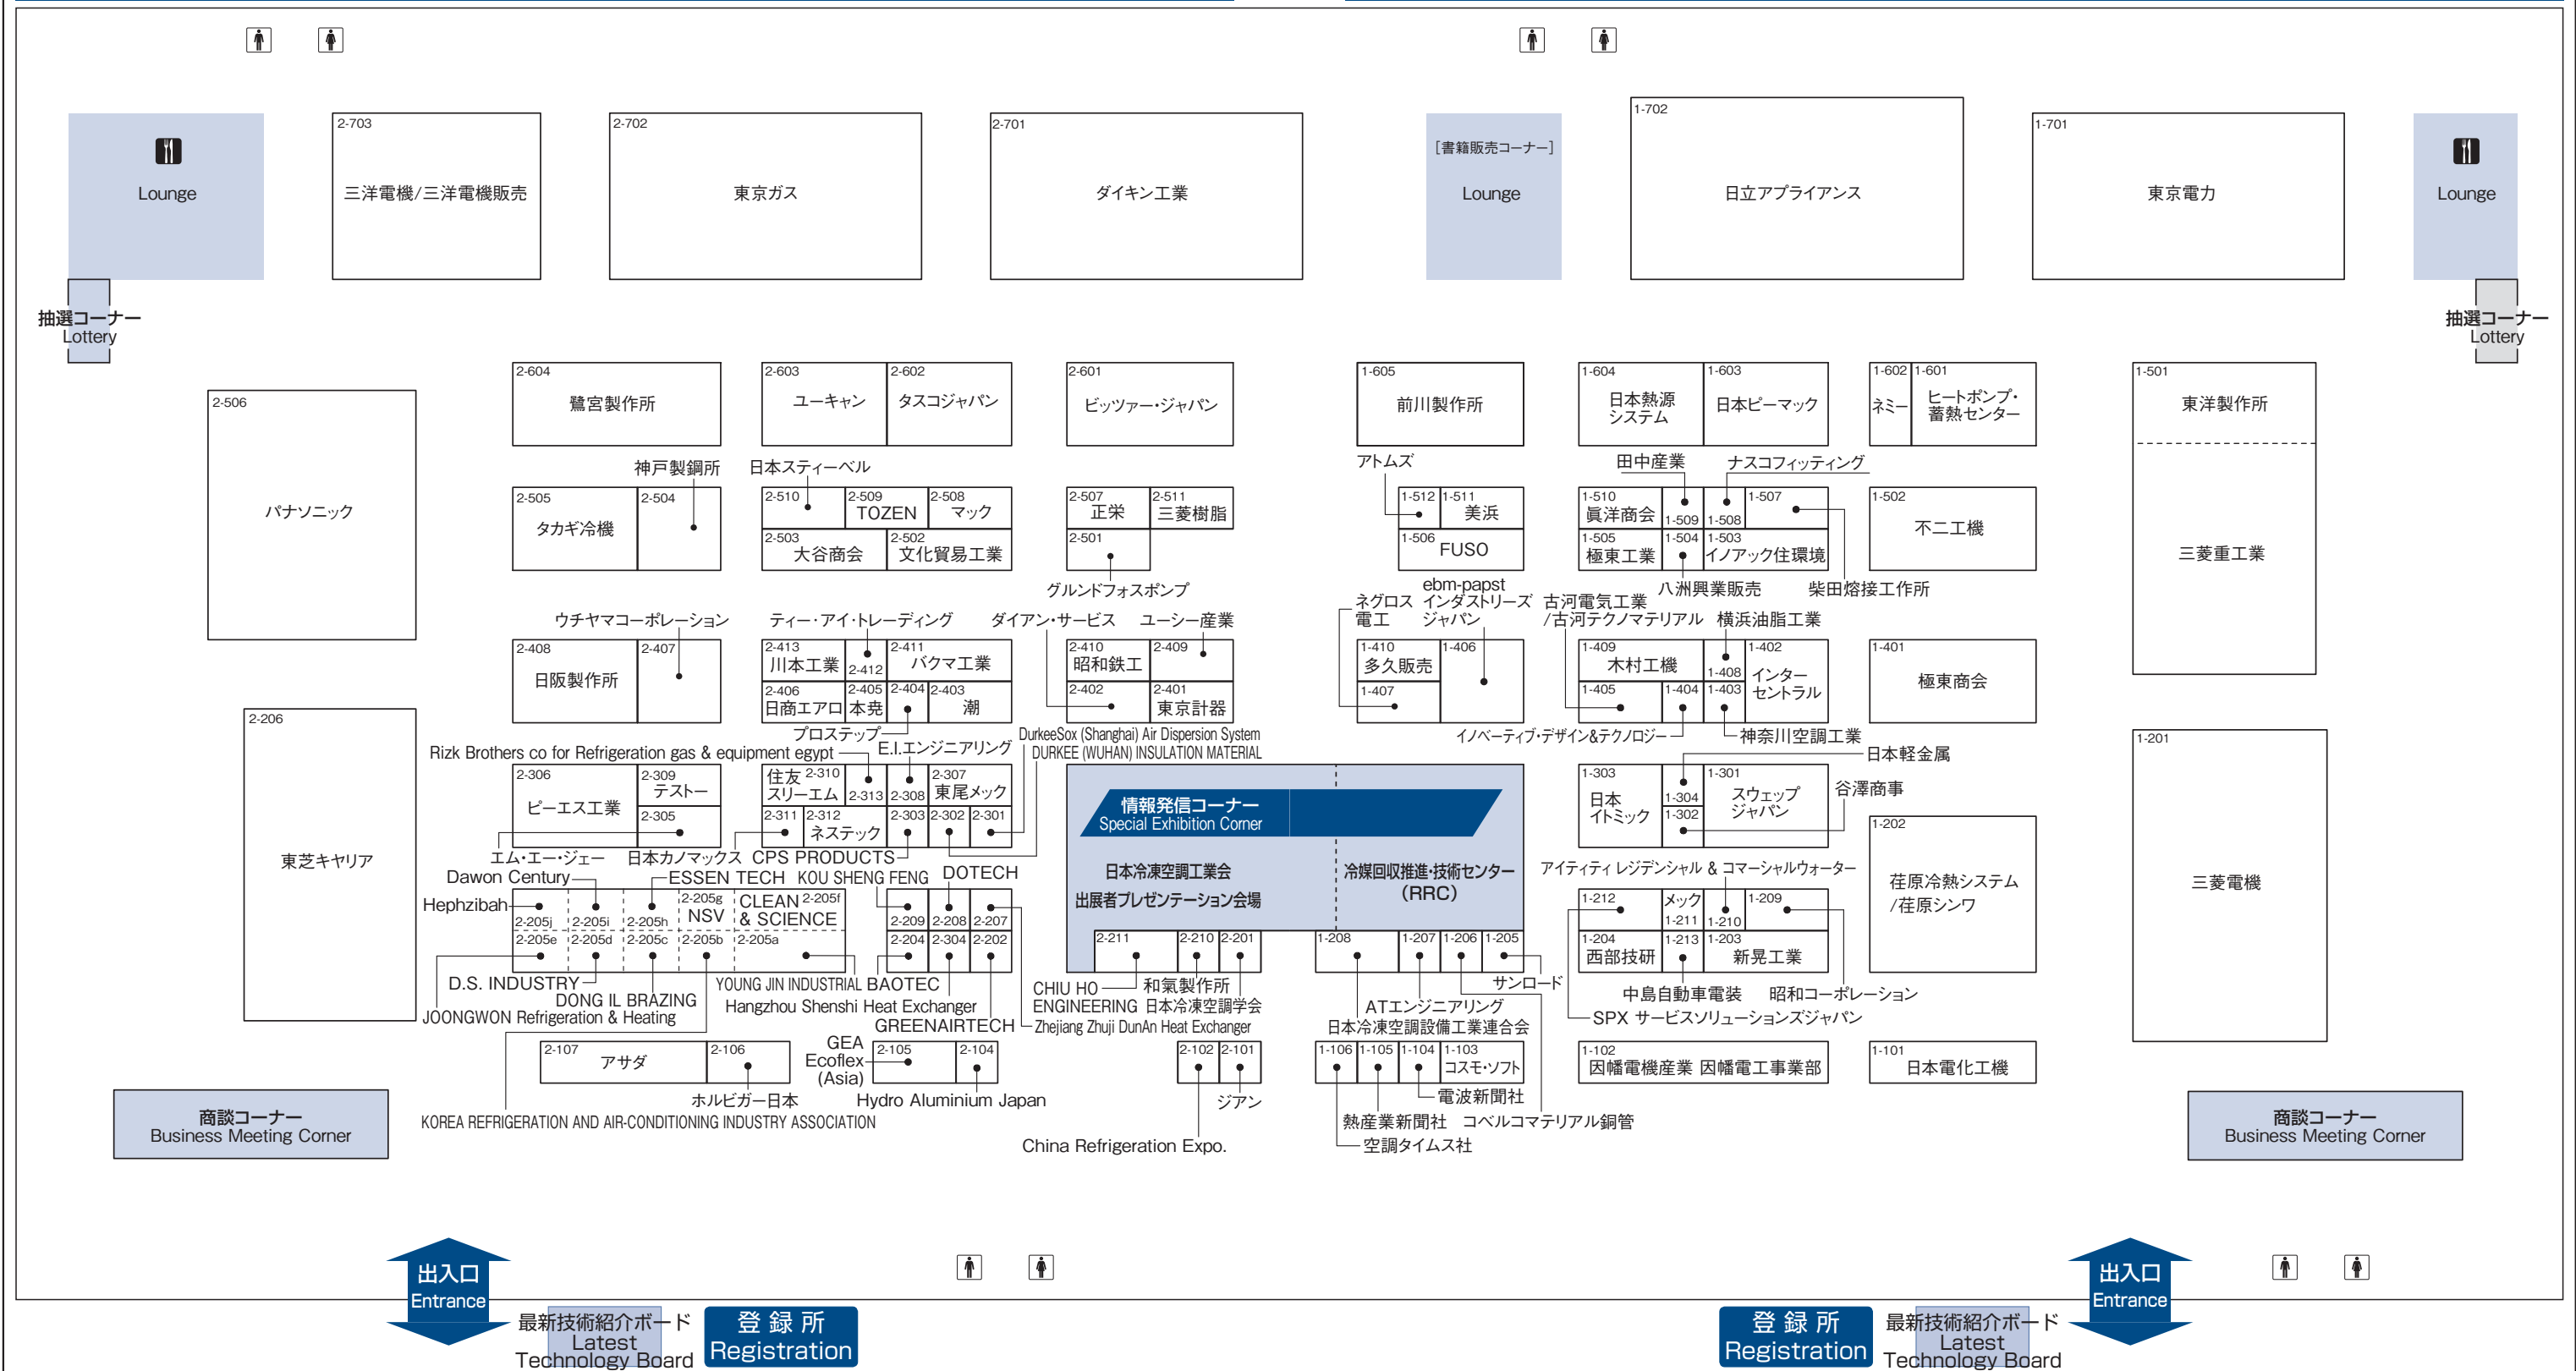 2-703
三洋電機/三洋電機販売
2-702
東京ガス
2-701
ダイキン工業
1-702
日立アプライアンス
1-701
東京電力
Lounge
[書籍販売コーナー]
Lounge
Lounge
抽選コーナー
Lottery
抽選コーナー
Lottery
2-506
パナソニック
2-604
鷺宮製作所
2-603
ユーキャン
2-602
タスコジャパン
2-601
ビッツァー・ジャパン
1-605
前川製作所
1-604
日本熱源
システム
1-603
日本ピーマック
1-602
ネミー
1-601
ヒートポンプ・
蓄熱センター
1-501
東洋製作所
三菱重工業
神戸製鋼所
日本スティーベル
アトムズ
田中産業
ナスコフィッティング
2-505
タカギ冷機
2-504
2-510
2-509
TOZEN
2-508
マック
2-503
大谷商会
2-502
文化貿易工業
2-507
正栄
2-511
三菱樹脂
2-501
グルンドフォスポンプ
1-512
1-511
美浜
1-506
FUSO
1-510
眞洋商会
1-509
1-508
1-507
1-505
極東工業
1-504
1-503
イノアック住環境
1-502
不二工機
八洲興業販売
柴田熔接工作所
ebm-papst
インダストリーズ
ジャパン
ネグロス
電工
古河電気工業
/古河テクノマテリアル
横浜油脂工業
ウチヤマコーポレーション
ティー・アイ・トレーディング
ダイアン・サービス
ユーシー産業
2-408
日阪製作所
2-407
2-413
川本工業
2-412
2-411
バクマ工業
2-406
日商エアロ
2-405
本尭
2-404
2-403
潮
2-410
昭和鉄工
2-409
2-402
2-401
東京計器
1-410
多久販売
1-406
1-407
1-409
木村工機
1-408
1-402
インター
セントラル
1-405
1-404
1-403
1-401
極東商会
プロステップ
イノベーティブ・デザイン&テクノロジー
神奈川空調工業
日本軽金属
谷澤商事
2-206
東芝キヤリア
Rizk Brothers co for Refrigeration gas & equipment egypt
E.I.エンジニアリング
DurkeeSox (Shanghai) Air Dispersion System
DURKEE (WUHAN) INSULATION MATERIAL
2-306
ピーエス工業
2-309
テストー
2-305
住友
スリーエム
2-310
2-313
2-308
2-307
東尾メック
2-311
2-312
ネステック
2-303
2-302
2-301
エム・エー・ジェー
日本カノマックス
CPS PRODUCTS
情報発信コーナー
Special Exhibition Corner
日本冷凍空調工業会
出展者プレゼンテーション会場
冷媒回収推進・技術センター
(RRC)
1-303
日本
イトミック
1-304
1-302
1-301
スウェップ
ジャパン
1-202
荏原冷熱システム
/荏原シンワ
1-201
三菱電機
Dawon Century
ESSEN TECH
KOU SHENG FENG
DOTECH
Hephzibah
2-205j
2-205i
2-205h
2-205g
NSV
CLEAN
& SCIENCE
2-205f
2-205e
2-205d
2-205c
2-205b
2-205a
2-209
2-208
2-207
2-204
2-304
2-202
D.S. INDUSTRY
DONG IL BRAZING
JOONGWON Refrigeration & Heating
YOUNG JIN INDUSTRIAL
BAOTEC
Hangzhou Shenshi Heat Exchanger
GREENAIRTECH
Zhejiang Zhuji DunAn Heat Exchanger
2-211
2-210
2-201
CHIU HO
ENGINEERING
和氣製作所
日本冷凍空調学会
1-208
1-207
1-206
1-205
サンロード
ATエンジニアリング
日本冷凍空調設備工業連合会
アイティティ レジデンシャル & コマーシャルウォーター
1-212
メック
1-211
1-210
1-209
1-204
西部技研
1-213
1-203
新晃工業
中島自動車電装
昭和コーポレーション
SPX サービスソリューションズジャパン
2-107
アサダ
2-106
ホルビガー日本
GEA
Ecoflex
(Asia)
2-105
2-104
Hydro Aluminium Japan
KOREA REFRIGERATION AND AIR-CONDITIONING INDUSTRY ASSOCIATION
2-102
2-101
ジアン
China Refrigeration Expo.
1-106
1-105
1-104
1-103
コスモ・ソフト
電波新聞社
熱産業新聞社
コベルコマテリアル銅管
空調タイムス社
1-102
因幡電機産業 因幡電工事業部
1-101
日本電化工機
商談コーナー
Business Meeting Corner
商談コーナー
Business Meeting Corner
出入口
Entrance
出入口
Entrance
最新技術紹介ボード
Latest
Technology Board
登録所
Registration
登録所
Registration
最新技術紹介ボード
Latest
Technology Board